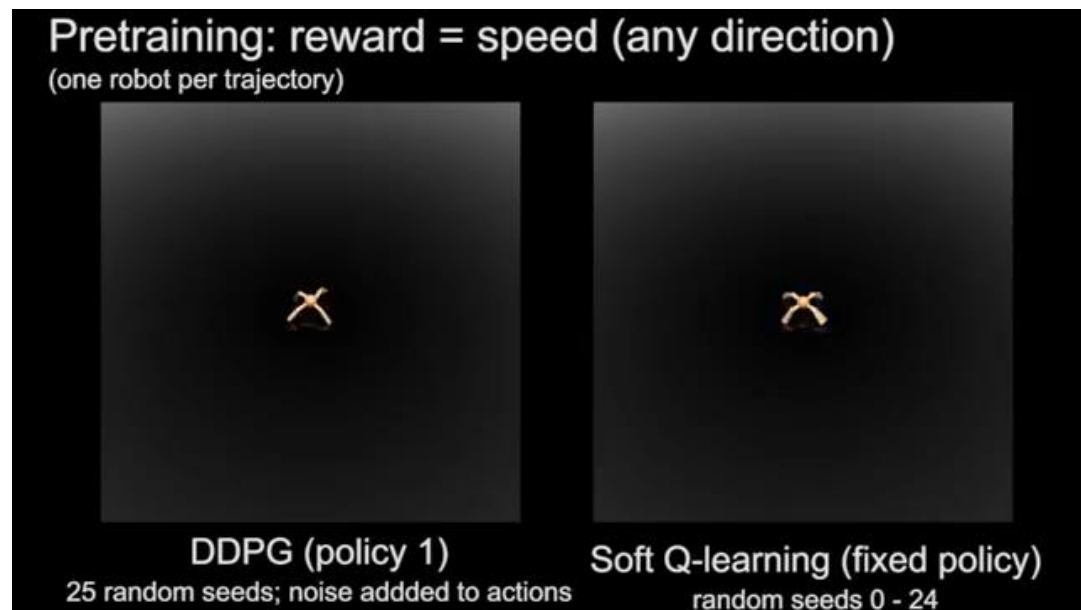 Pretraining: reward = speed (any direction)
(one robot per trajectory)
DDPG (policy 1)
25 random seeds; noise addded to actions
Soft Q-learning (fixed policy)
random seeds 0 - 24